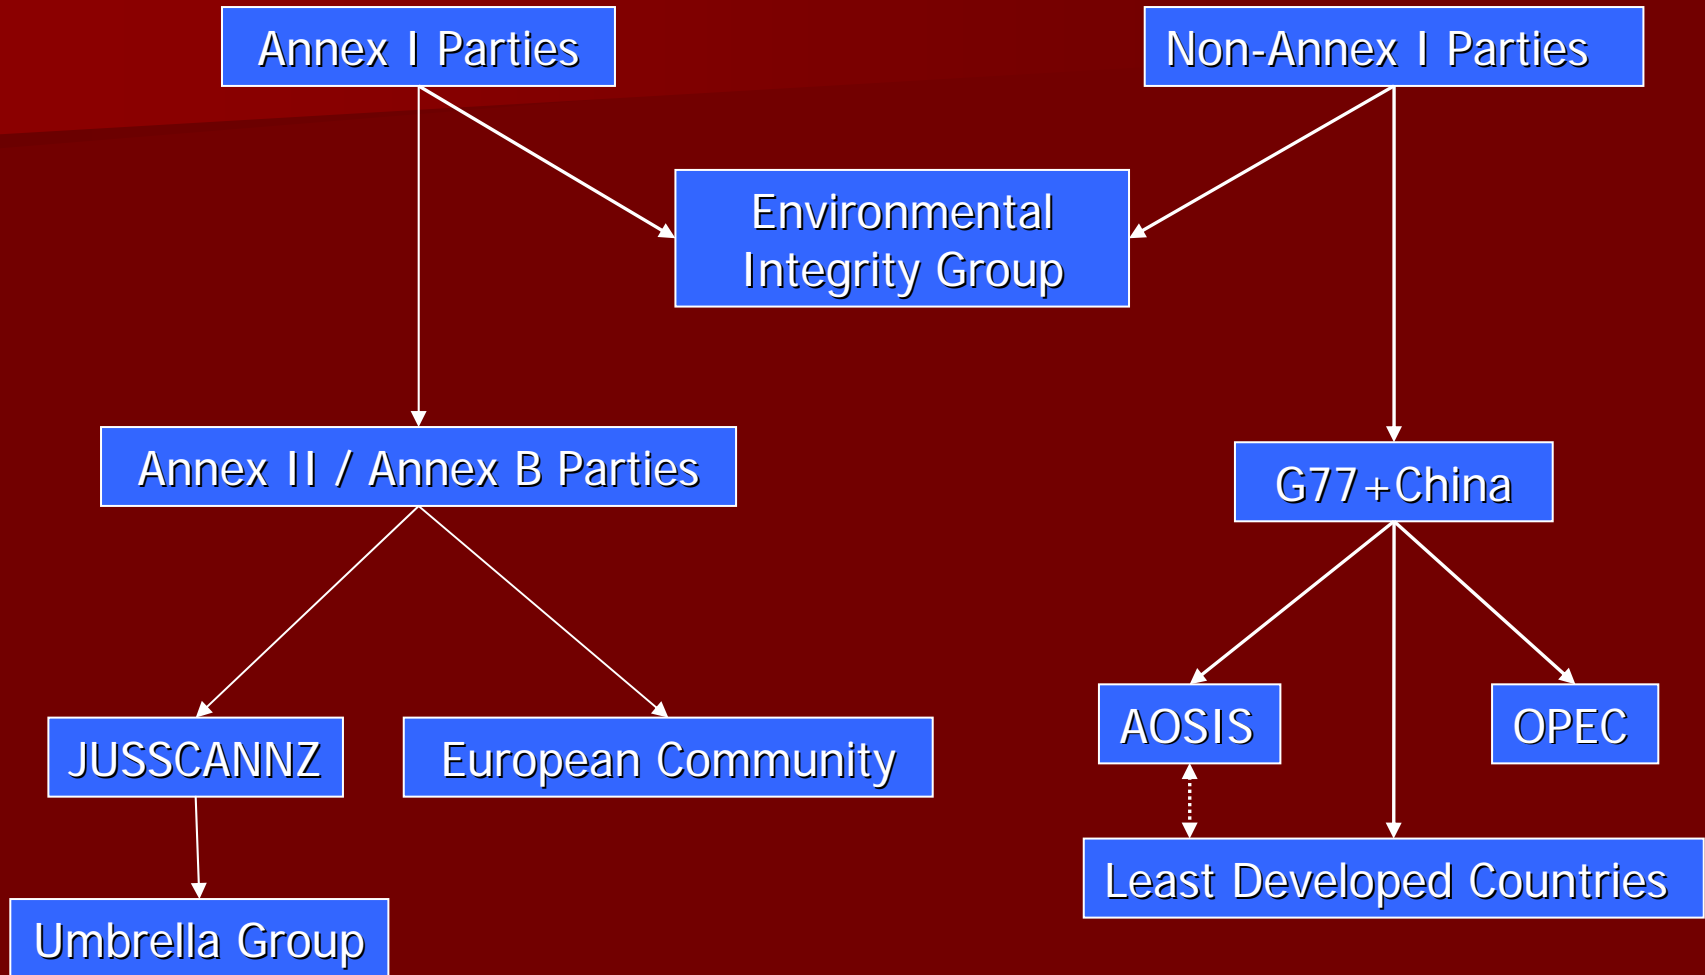 Annex I Parties
Non-Annex I Parties
Environmental
Integrity Group
Annex II / Annex B Parties
G77+China
AOSIS
OPEC
JUSSCANNZ
European Community
Least Developed Countries
Umbrella Group